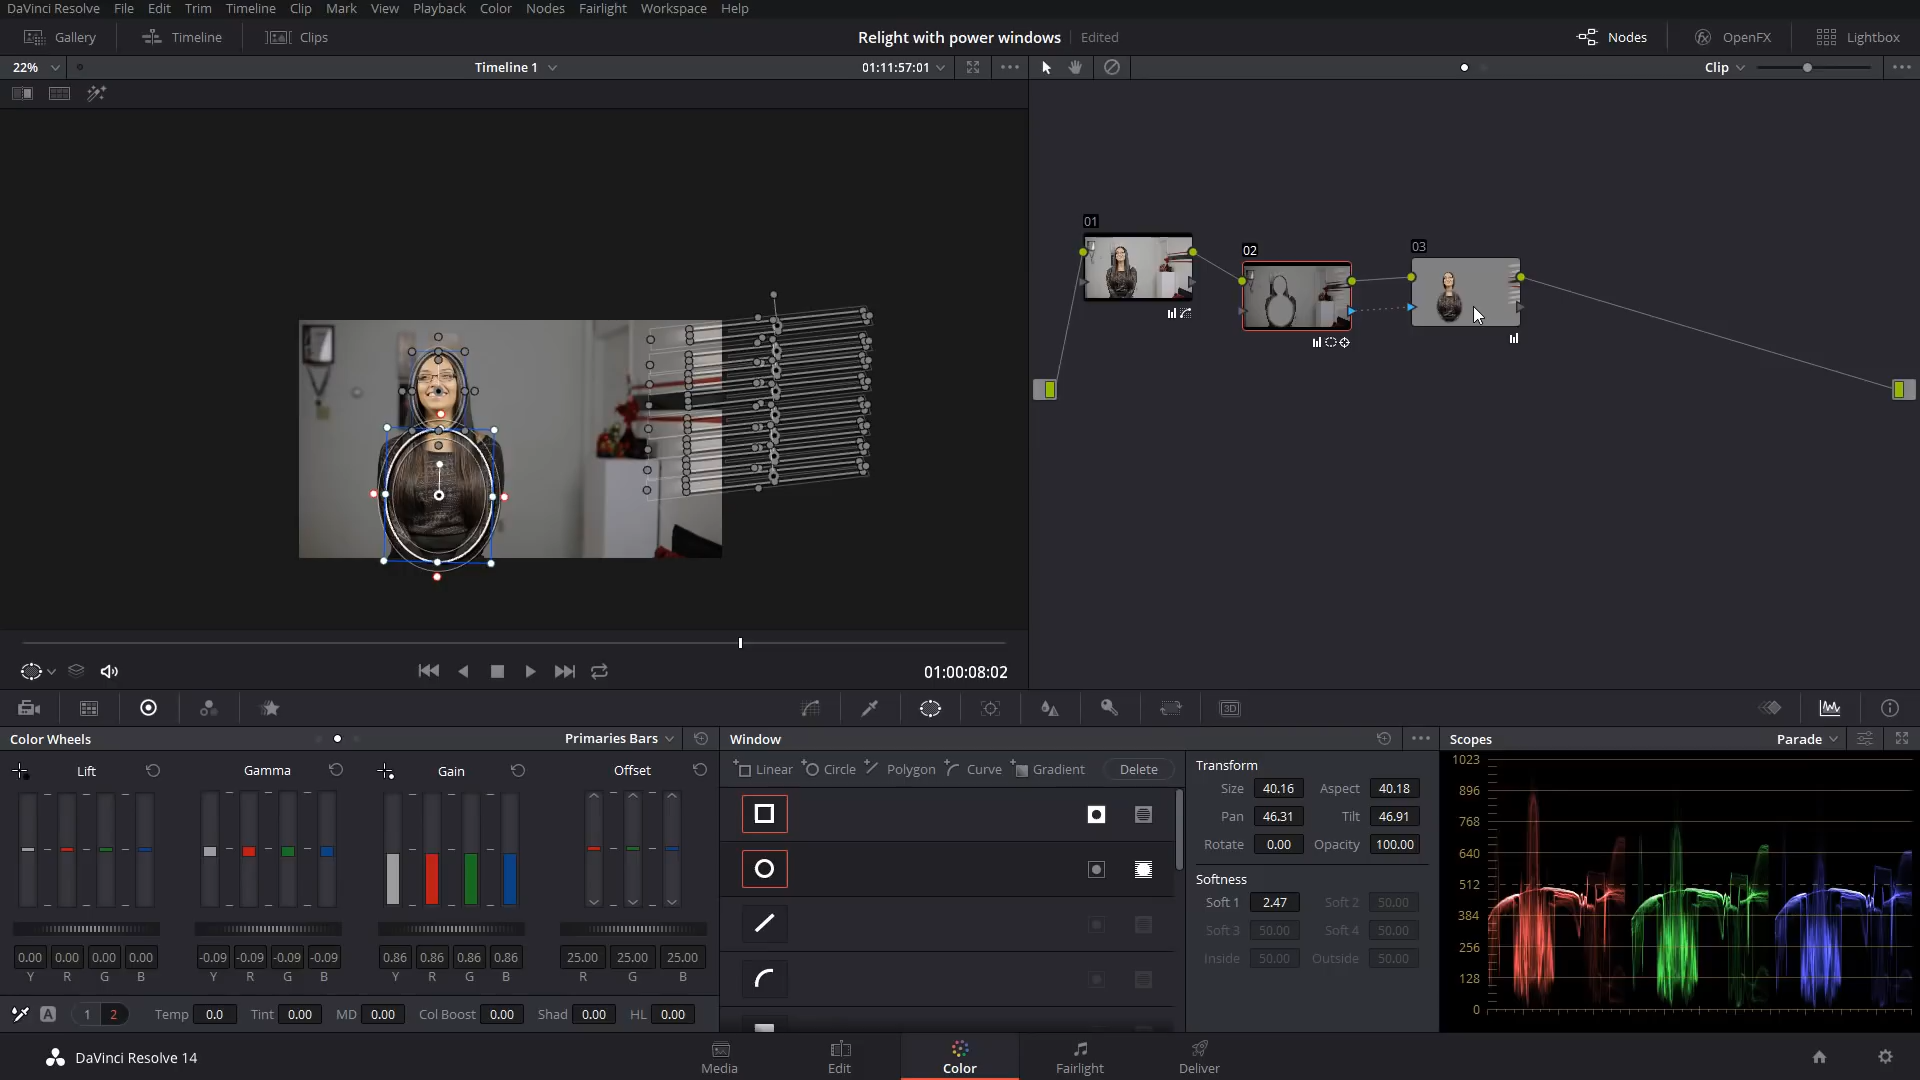 DaVinci Resolve File Edit Trim Timeline Clip Mark View Playback Color Nodes Fairlight Workspace Help
Gallery Timeline Clips Relight with power windows Edited Nodes OpenFX Lightbox
22% Timeline 1 01:11:57:01 Clip
01
02
03
01:00:08:02
3D
Color Wheels Primaries Bars Window Scopes Parade
Lift Gamma Gain Offset
Linear Circle Polygon Curve Gradient Delete
Transform
Size 40.16 Aspect 40.18
Pan 46.31 Tilt 46.91
Rotate 0.00 Opacity 100.00
Softness
Soft 1 2.47 Soft 2 50.00
Soft 3 50.00 Soft 4 50.00
Inside 50.00 Outside 50.00
1023
896
768
640
512
384
256
128
0
0.00 0.00 0.00 0.00 -0.09 -0.09 -0.09 -0.09 0.86 0.86 0.86 0.86 25.00 25.00 25.00
Y R G B Y R G B Y R G B R G B
A 1 2 Temp 0.0 Tint 0.00 MD 0.00 Col Boost 0.00 Shad 0.00 HL 0.00
DaVinci Resolve 14 Media Edit Color Fairlight Deliver